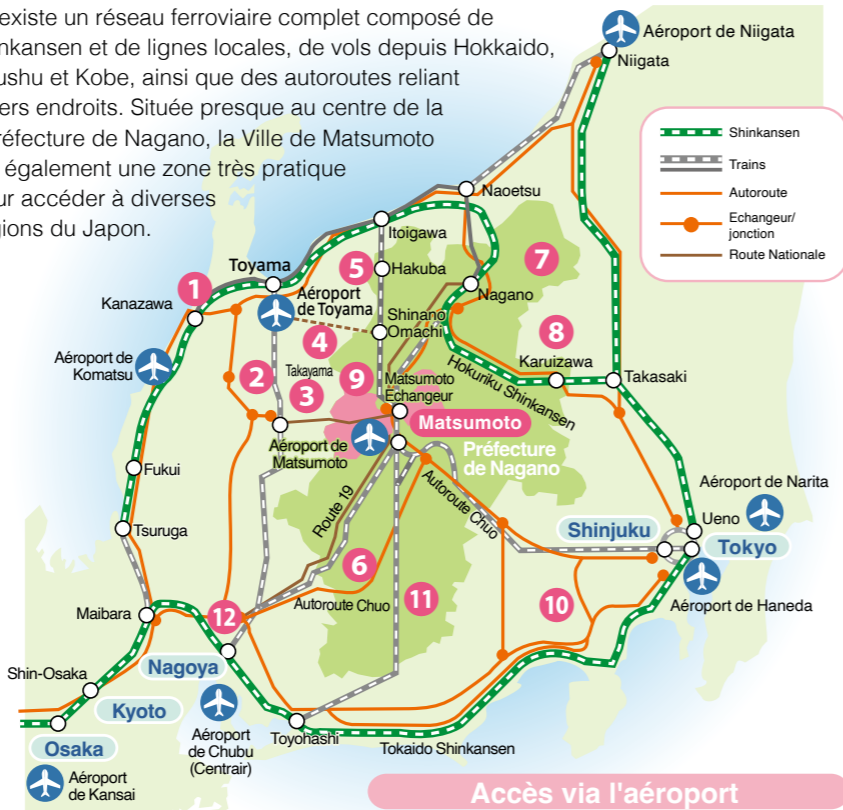 existe un réseau ferroviaire complet composé de
nkansen et de lignes locales, de vols depuis Hokkaido,
ushu et Kobe, ainsi que des autoroutes reliant
ers endroits. Située presque au centre de la
réfecture de Nagano, la Ville de Matsumoto
également une zone très pratique
ur accéder à diverses
gions du Japon.
Aéroport de Niigata
Niigata
Shinkansen
Trains
Autoroute
Echangeur/
jonction
Route Nationale
Naoetsu
Itoigawa
5
Hakuba
7
Toyama
Nagano
1
Kanazawa
Aéroport
de Toyama
Shinano
Omachi
4
8
Aéroport de
Komatsu
Karuizawa
Takasaki
Hokuriku Shinkansen
2
Takayama
3
9
Matsumoto
Echangeur
Matsumoto
Aéroport de
Matsumoto
Préfecture
de Nagano
Fukui
Route 19
Autoroute Chuo
Aéroport de Narita
Ueno
Tsuruga
Shinjuku
Tokyo
6
11
10
Aéroport de Haneda
Autoroute Chuo
Maibara
12
Nagoya
Shin-Osaka
Kyoto
Osaka
Aéroport
de Chubu
(Centrair)
Toyohashi
Tokaido Shinkansen
Aéroport
de Kansai
Accès via l'aéroport